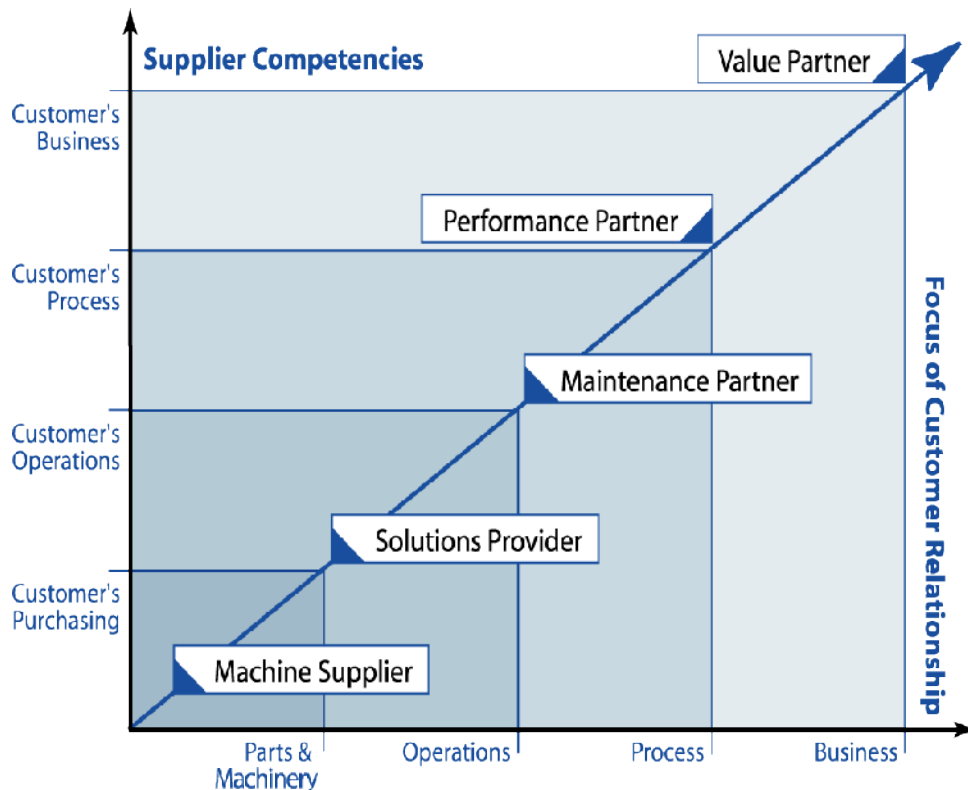 Supplier Competencies
Value Partner
Customer's
Business
Performance Partner
Customer's
Process
Focus of Customer Relationship
Maintenance Partner
Customer's
Operations
Solutions Provider
Customer's
Purchasing
Machine Supplier
Parts &
Machinery
Operations
Process
Business